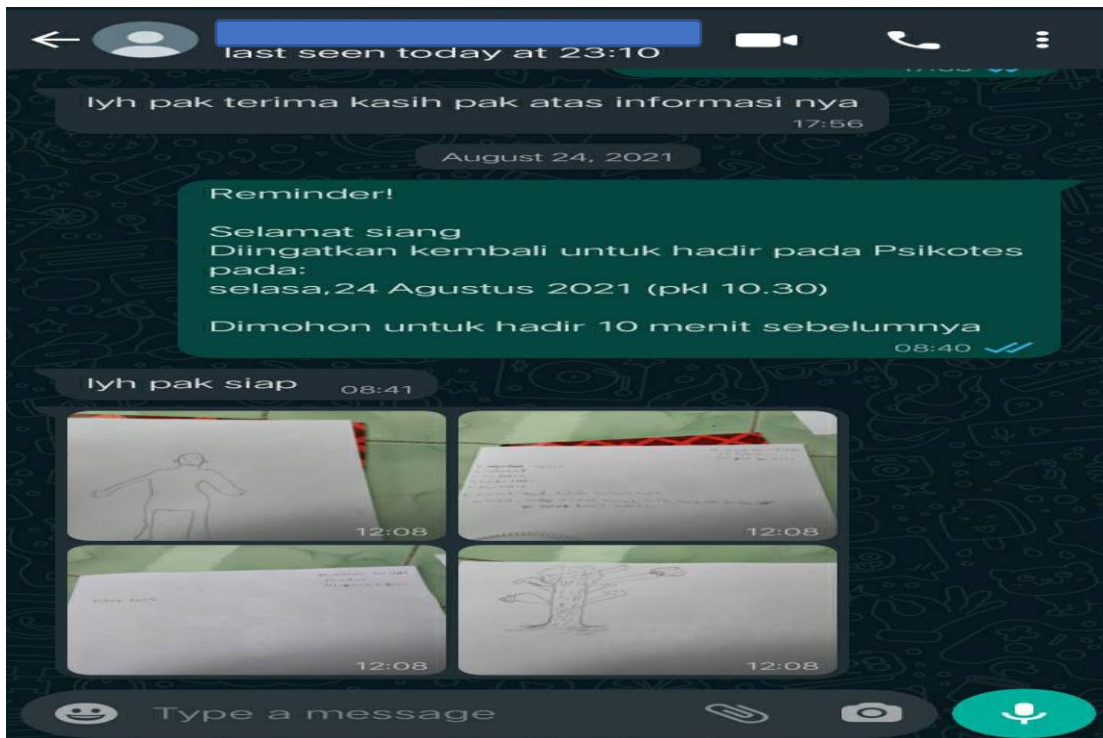 last seen today at 23:10
Iyh pak terima kasih pak atas informasi nya
17:56
August 24, 2021
Reminder!
Selamat siang
Diingatkan kembali untuk hadir pada Psikotes
pada:
selasa,24 Agustus 2021 (pkl 10.30)
Dimohon untuk hadir 10 menit sebelumnya
08:40
Iyh pak siap 08:41
12:08
12:08
12:08
12:08
Type a message